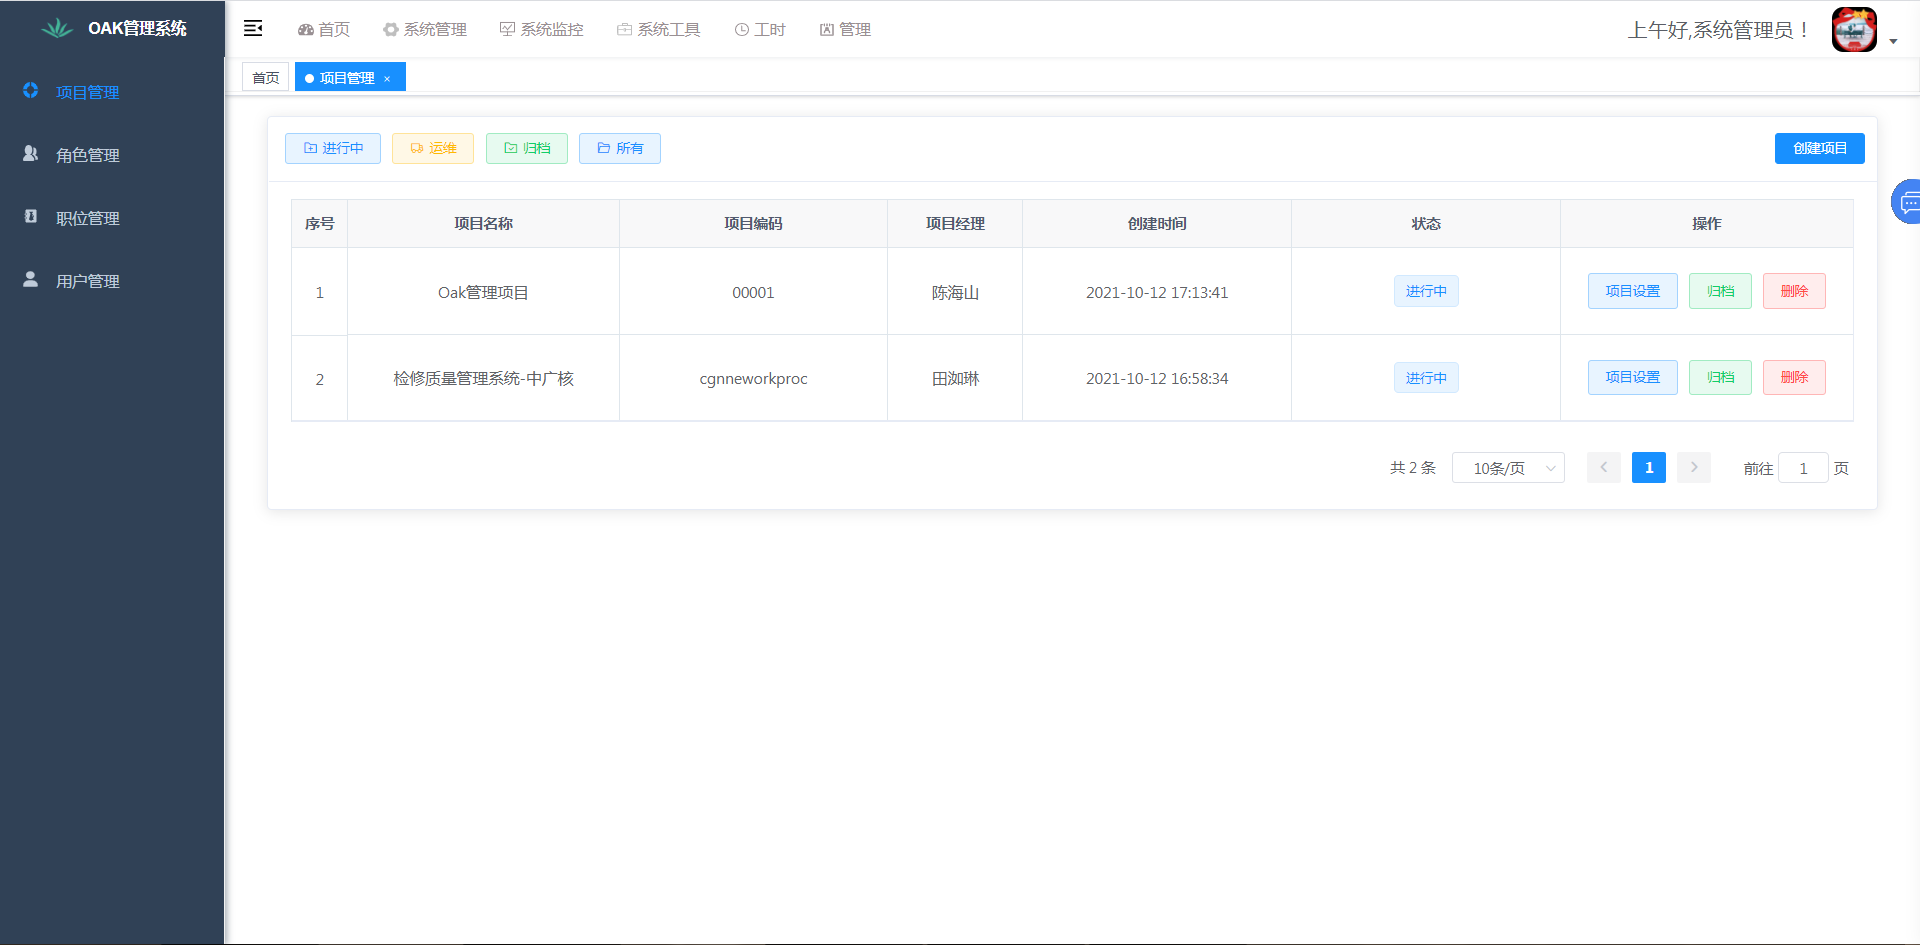 OAK管理系统
首页 系统管理 系统监控 系统工具 工时 管理
上午好,系统管理员！
首页 项目管理 ×
项目管理
角色管理
职位管理
用户管理
进行中 运维 归档 所有 创建项目
序号 项目名称 项目编码 项目经理 创建时间 状态 操作
1 Oak管理项目 00001 陈海山 2021-10-12 17:13:41 进行中 项目设置 归档 删除
2 检修质量管理系统-中广核 cgnneworkproc 田洳琳 2021-10-12 16:58:34 进行中 项目设置 归档 删除
共 2 条 10条/页 1 前往 1 页